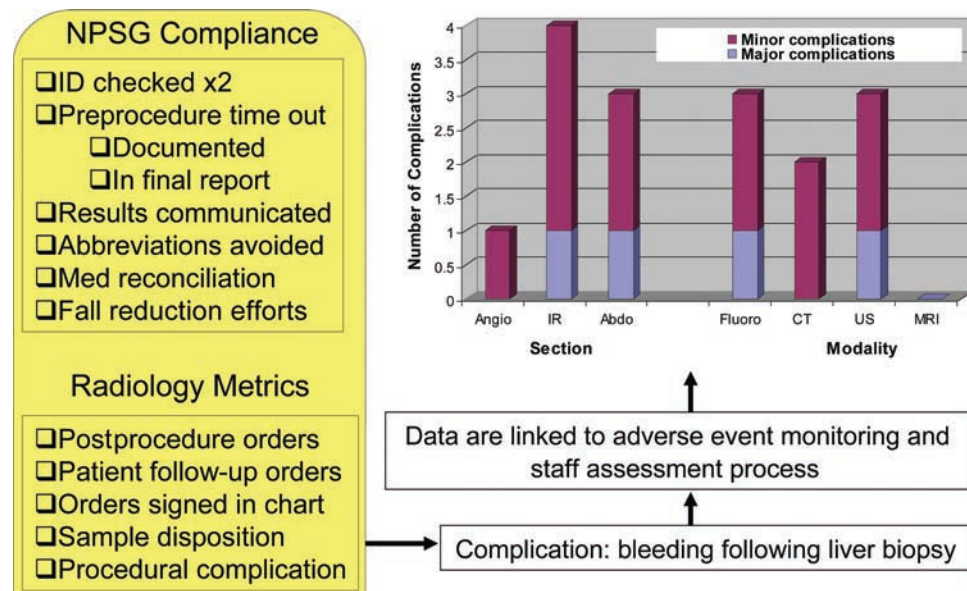 NPSG Compliance
❑ID checked x2
❑Preprocedure time out
❑Documented
❑In final report
❑Results communicated
❑Abbreviations avoided
❑Med reconciliation
❑Fall reduction efforts
Radiology Metrics
❑Postprocedure orders
❑Patient follow-up orders
❑Orders signed in chart
❑Sample disposition
❑Procedural complication
Minor complications
Major complications
Number of Complications
4
3.5
3
2.5
2
1.5
1
0.5
0
Angio IR Abdo Fluoro CT US MRI
Section Modality
Data are linked to adverse event monitoring and
staff assessment process
Complication: bleeding following liver biopsy